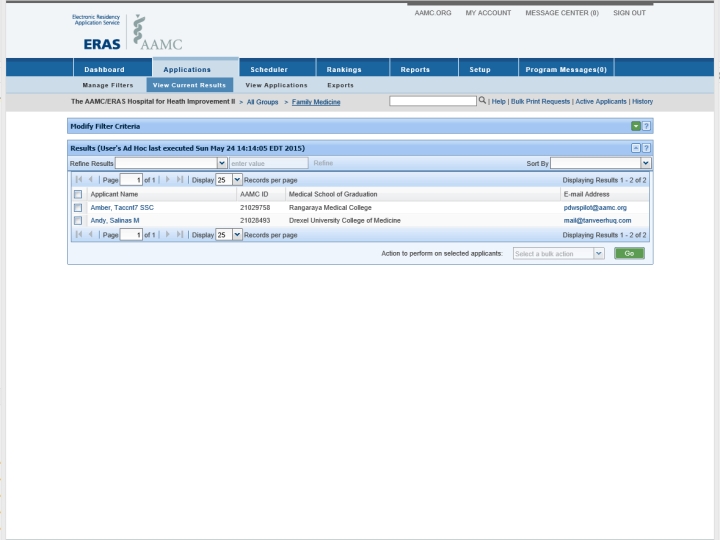 AAMC.ORG MY ACCOUNT MESSAGE CENTER (0) SIGN OUT
Electronic Residency
Application Service
ERAS
AAMC
Dashboard Applications Scheduler Rankings Reports Setup Program Messages(0)
Manage Filters View Current Results View Applications Exports
The AAMC/ERAS Hospital for Heath Improvement II > All Groups > Family Medicine | Help | Bulk Print Requests | Active Applicants | History
Modify Filter Criteria ?
Results (User's Ad Hoc last executed Sun May 24 14:14:05 EDT 2015) ?
Refine Results enter value Refine Sort By
Page 1 of 1 | Display 25 Records per page Displaying Results 1 - 2 of 2
Applicant Name AAMC ID Medical School of Graduation E-mail Address
Amber, Taccnt7 SSC 21029758 Rangaraya Medical College pdwspilot@aamc.org
Andy, Salinas M 21028493 Drexel University College of Medicine mail@tanveerhuq.com
Page 1 of 1 | Display 25 Records per page Displaying Results 1 - 2 of 2
Action to perform on selected applicants: Select a bulk action Go